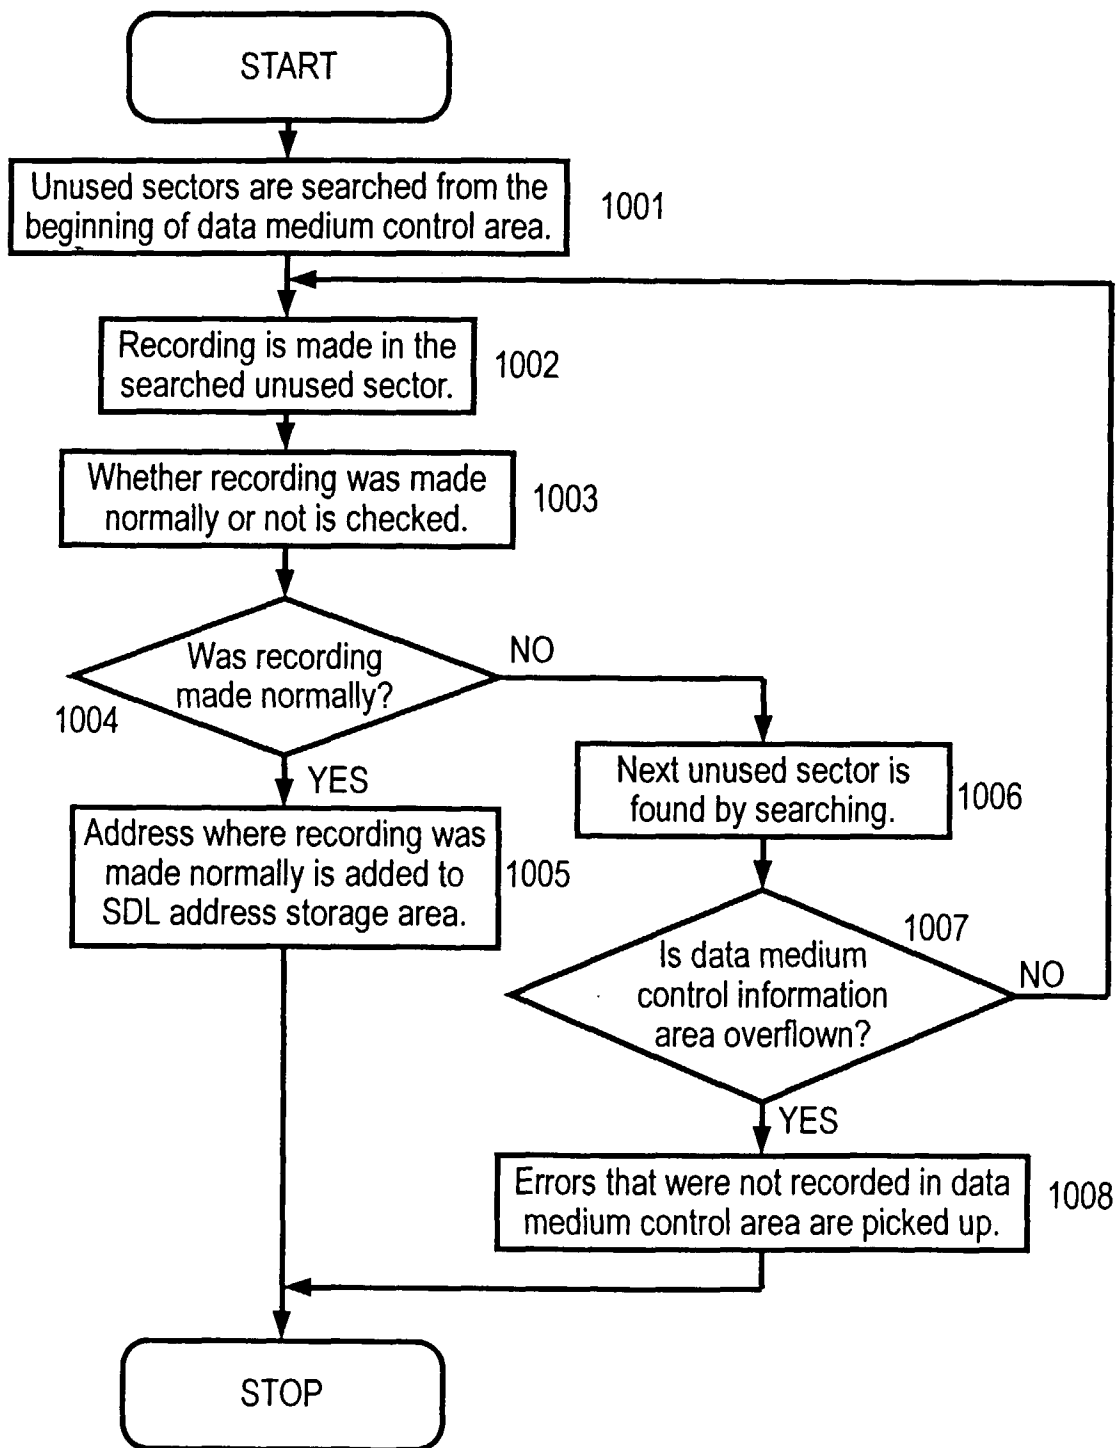 START
Unused sectors are searched from the
beginning of data medium control area.
1001
Recording is made in the
searched unused sector.
1002
Whether recording was made
normally or not is checked.
1003
Was recording
made normally?
1004
NO
YES
Address where recording was
made normally is added to
SDL address storage area.
1005
Next unused sector is
found by searching.
1006
Is data medium
control information
area overflown?
1007
NO
YES
Errors that were not recorded in data
medium control area are picked up.
1008
STOP